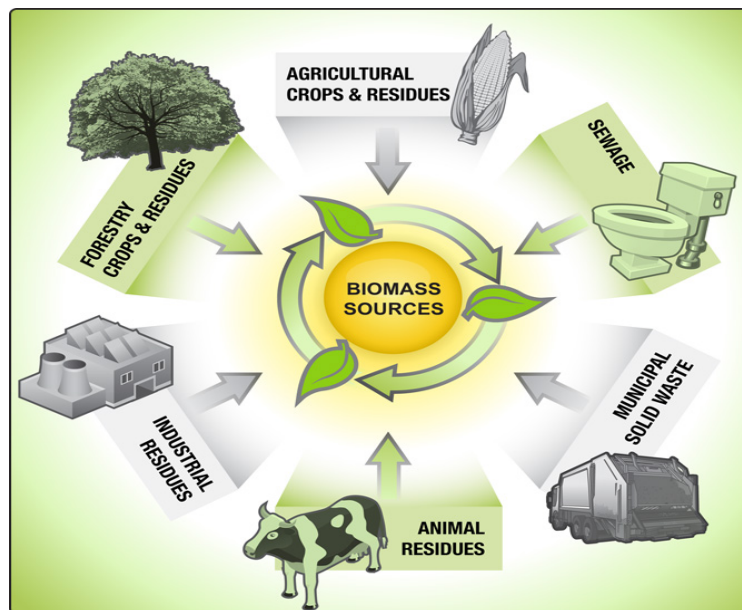 AGRICULTURAL
CROPS & RESIDUES
SEWAGE
FORESTRY
CROPS & RESIDUES
BIOMASS
SOURCES
MUNICIPAL
SOLID WASTE
INDUSTRIAL
RESIDUES
ANIMAL
RESIDUES